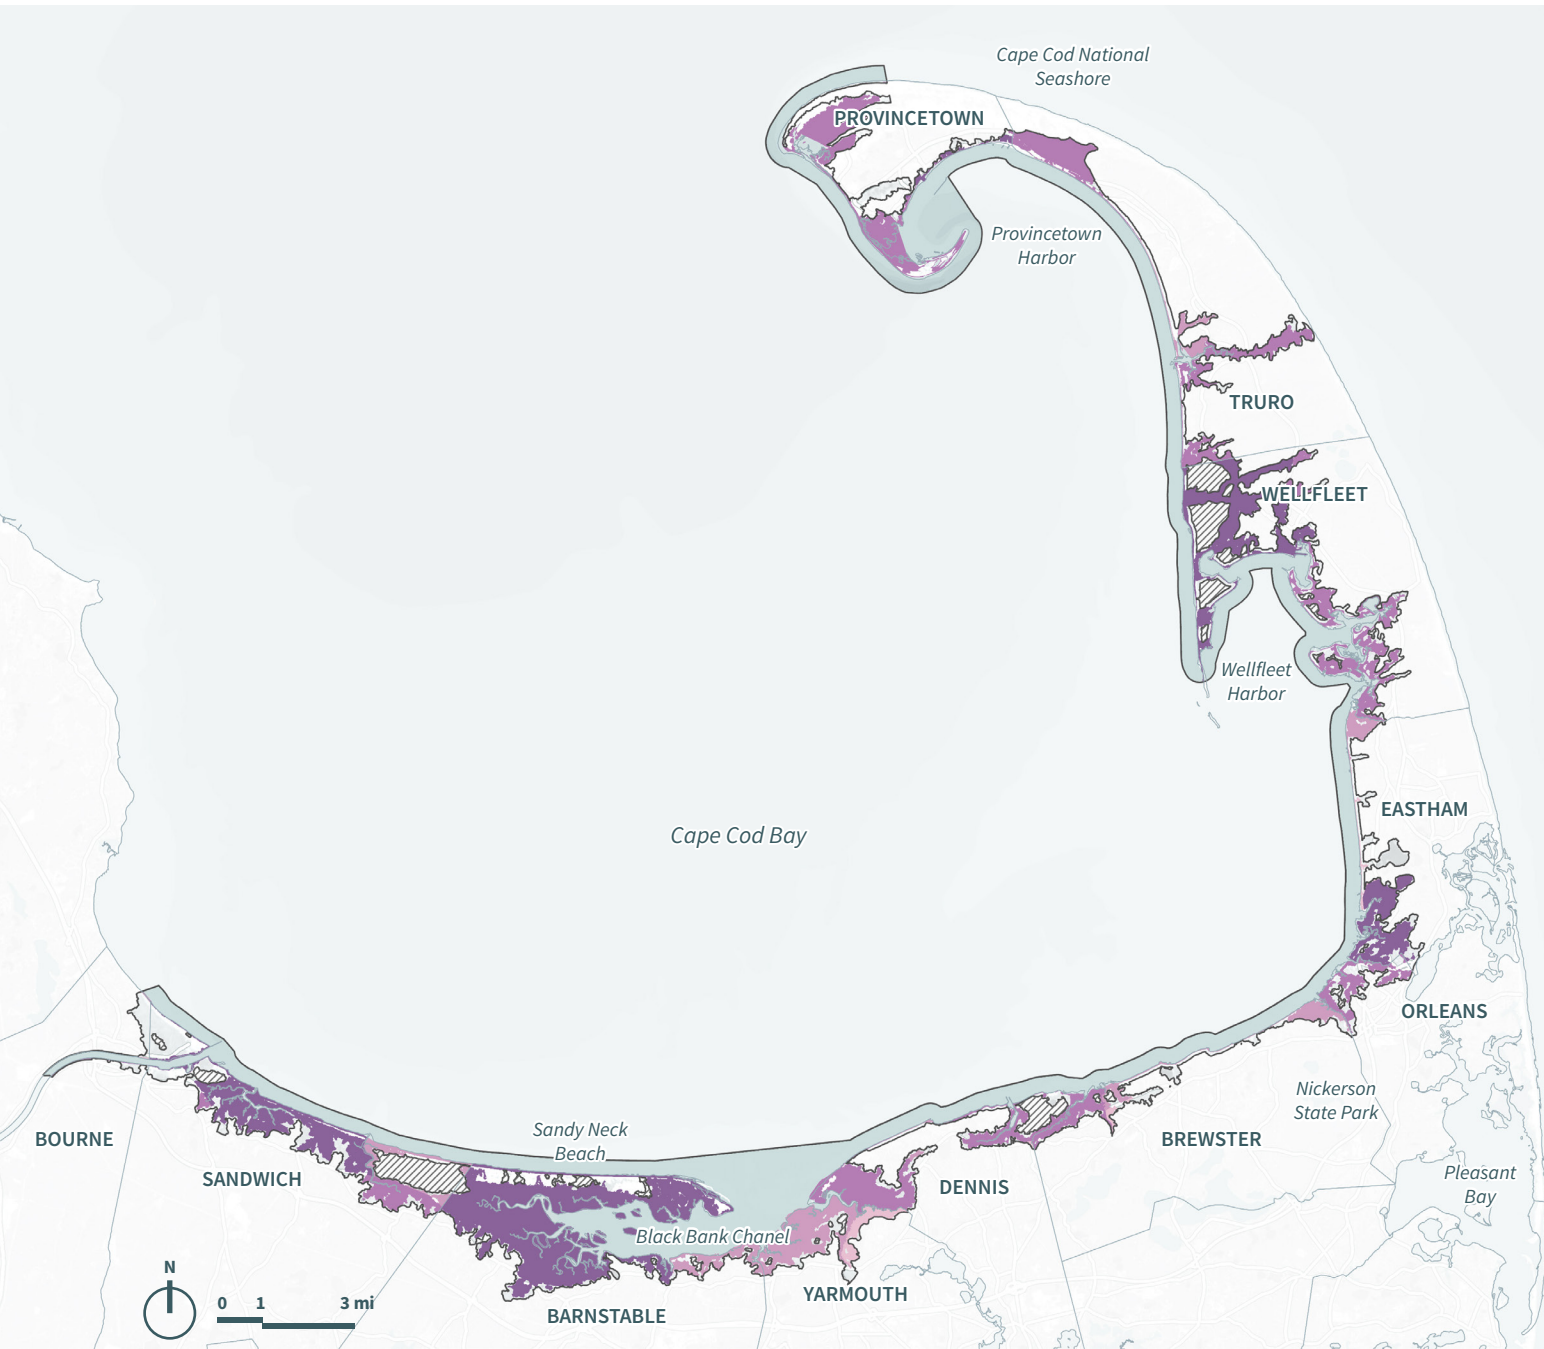 Cape Cod National
Seashore
PROVINCETOWN
Provincetown
Harbor
TRURO
WELLFLEET
Wellfleet
Harbor
Cape Cod Bay
EASTHAM
ORLEANS
Nickerson
State Park
BOURNE
Sandy Neck
Beach
BREWSTER
SANDWICH
DENNIS
Pleasant
Bay
Black Bank Chanel
N
YARMOUTH
0 1 3 mi
BARNSTABLE